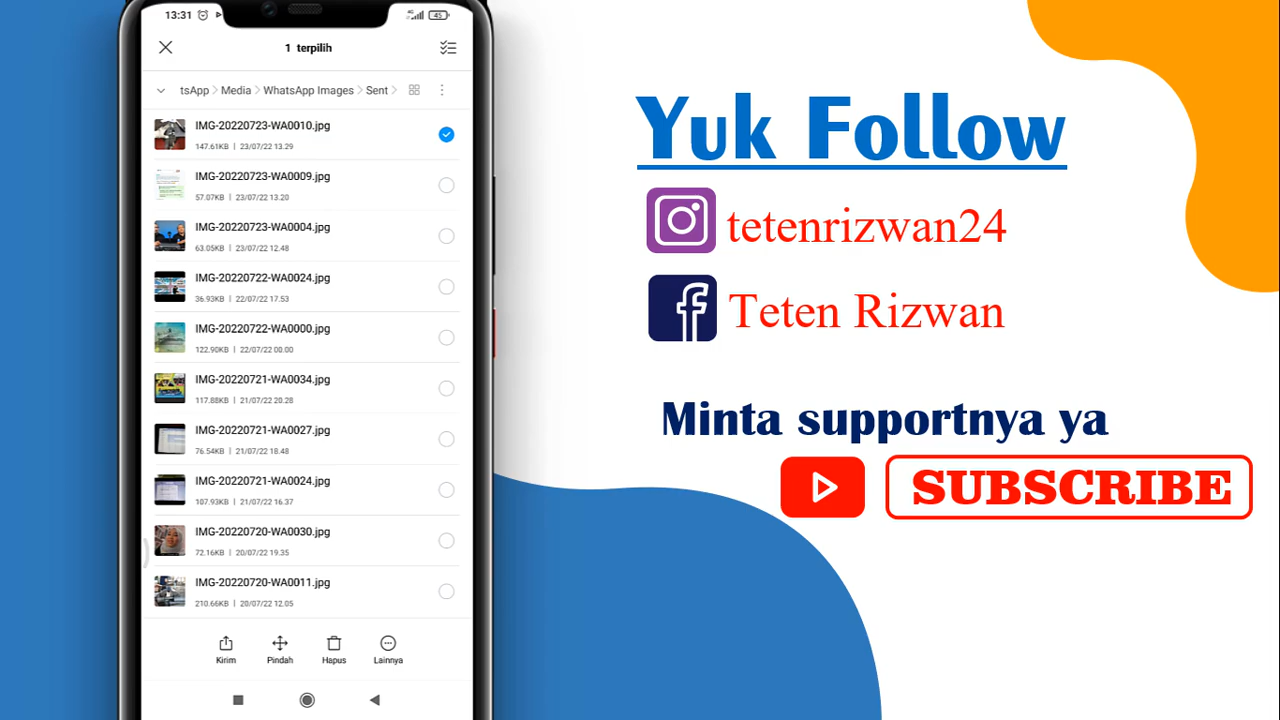 13:31
4G
45
1 terpilih
tsApp > Media > WhatsApp Images > Sent >
IMG-20220723-WA0010.jpg
147.61KB | 23/07/22 13.29
IMG-20220723-WA0009.jpg
57.07KB | 23/07/22 13.20
IMG-20220723-WA0004.jpg
63.05KB | 23/07/22 12.48
IMG-20220722-WA0024.jpg
36.93KB | 22/07/22 17.53
IMG-20220722-WA0000.jpg
122.90KB | 22/07/22 00.00
IMG-20220721-WA0034.jpg
117.88KB | 21/07/22 20.28
IMG-20220721-WA0027.jpg
76.54KB | 21/07/22 18.48
IMG-20220721-WA0024.jpg
107.93KB | 21/07/22 16.37
IMG-20220720-WA0030.jpg
72.16KB | 20/07/22 19.35
IMG-20220720-WA0011.jpg
210.66KB | 20/07/22 12.05
Kirim Pindah Hapus Lainnya
Yuk Follow
tetenrizwan24
Teten Rizwan
Minta supportnya ya
SUBSCRIBE